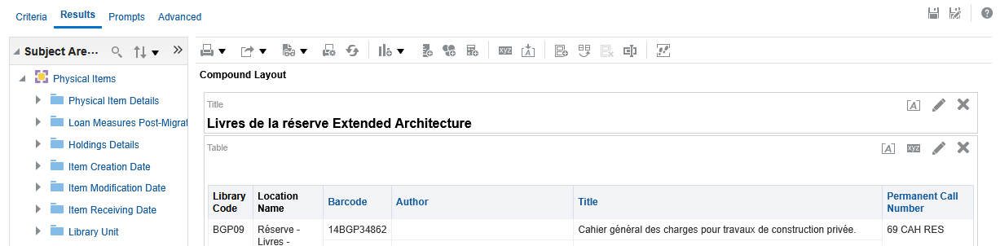 Criteria Results Prompts Advanced
Subject Are...
Physical Items
Physical Item Details
Loan Measures Post-Migrat
Holdings Details
Item Creation Date
Item Modification Date
Item Receiving Date
Library Unit
xyz A
Compound Layout
Title
A
Livres de la réserve Extended Architecture
Table
A xyz
Library Code Location Name Barcode Author Title Permanent Call Number
BGP09 Réserve - Livres - 14BGP34862 Cahier général des charges pour travaux de construction privée. 69 CAH RES